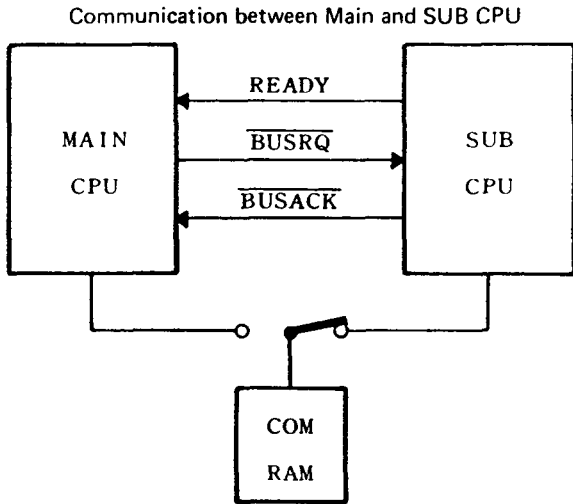 Communication between Main and SUB CPU
READY
MAIN
CPU
BUSRQ
SUB
CPU
BUSACK
COM
RAM